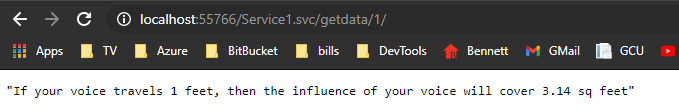 localhost:55766/Service1.svc/getdata/1/
Apps TV Azure BitBucket bills DevTools Bennett GMail GCU
"If your voice travels 1 feet, then the influence of your voice will cover 3.14 sq feet"